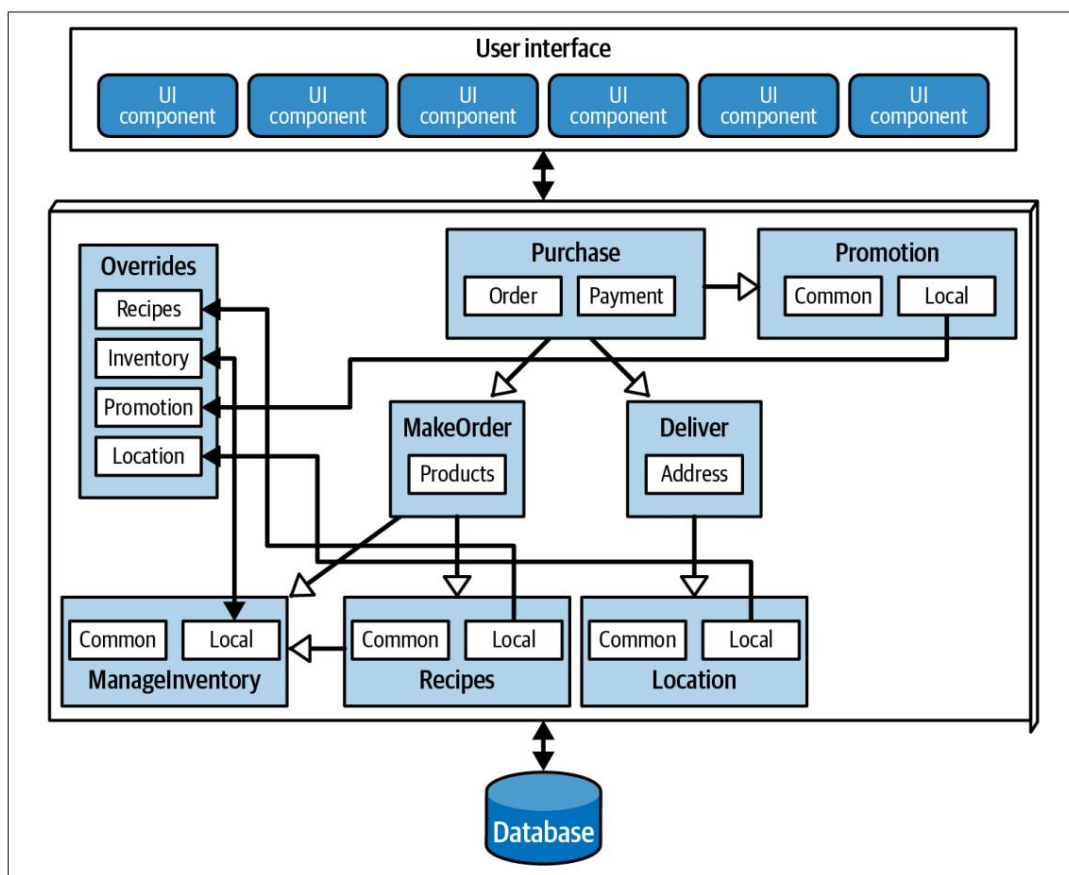 User interface
UI
component
UI
component
UI
component
UI
component
UI
component
UI
component
Overrides
Recipes
Inventory
Promotion
Location
Purchase
Order
Payment
Promotion
Common
Local
MakeOrder
Products
Deliver
Address
Common
Local
ManageInventory
Common
Local
Recipes
Common
Local
Location
Database